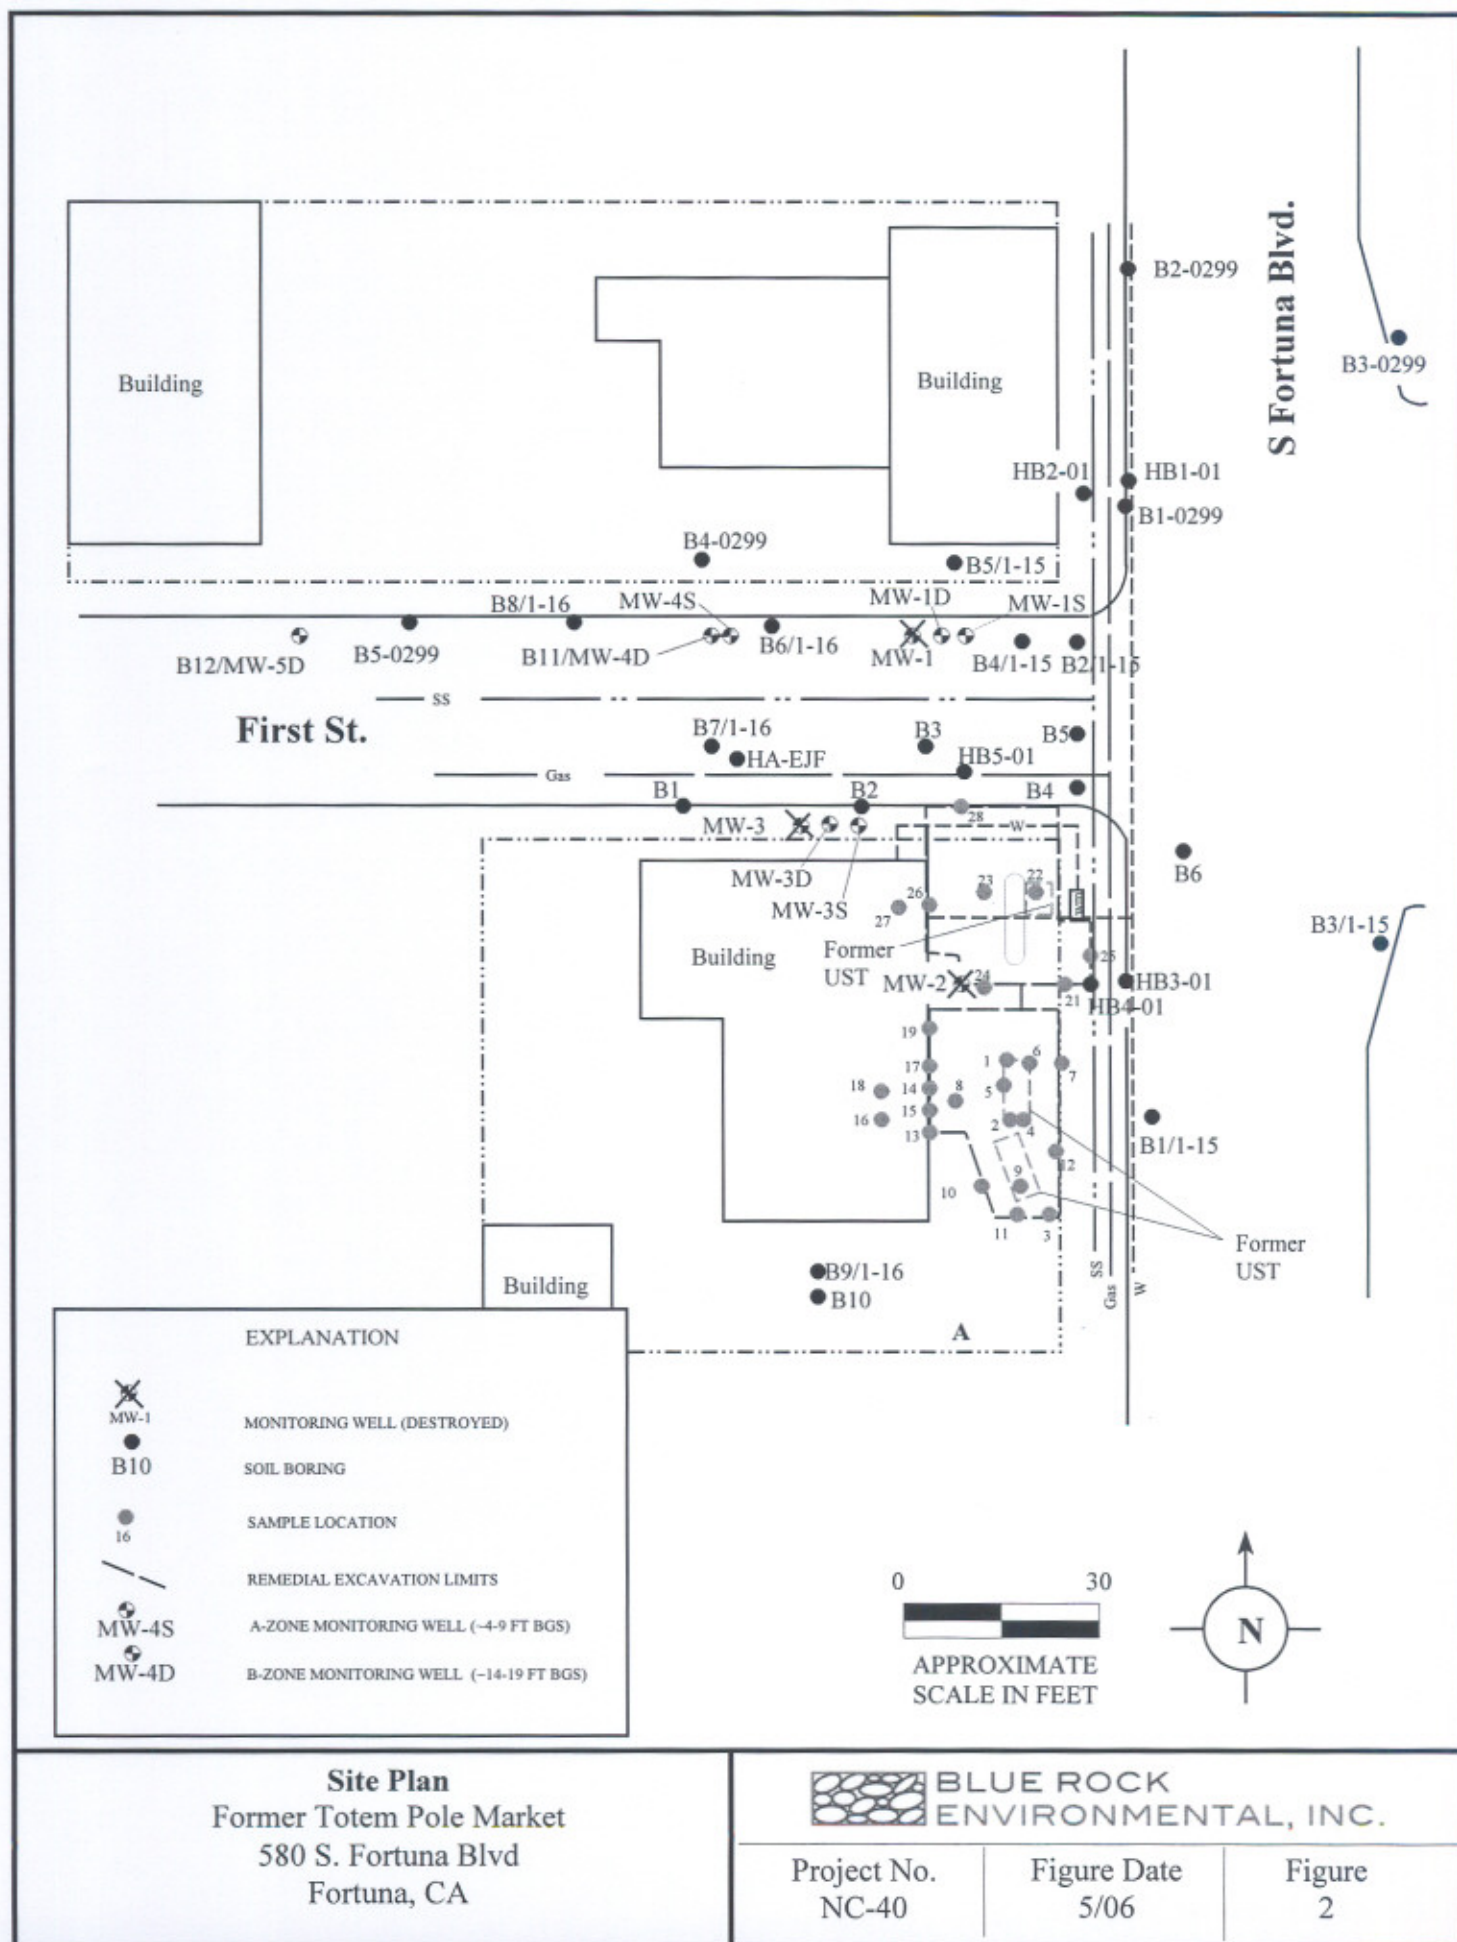 S Fortuna Blvd.
B2-0299
B3-0299
Building
Building
HB2-01
HB1-01
B1-0299
B4-0299
B5/1-15
B8/1-16
MW-4S
MW-1D
MW-1S
B12/MW-5D
B5-0299
B11/MW-4D
B6/1-16
MW-1
B4/1-15
B2/1-15
SS
First St.
B7/1-16
B3
B5
HA-EJF
HB5-01
Gas
B1
B2
B4
28
MW-3
W
B6
MW-3D
23
22
MW-3S
26
27
B3/1-15
Building
Former
UST
25
MW-2
24
21
HB3-01
HB4-01
19
1
6
17
7
18
14
5
8
15
16
2
4
13
B1/1-15
12
10
9
11
3
Former
UST
SS
Gas
W
B9/1-16
Building
B10
A
EXPLANATION
MW-1
MONITORING WELL (DESTROYED)
B10
SOIL BORING
16
SAMPLE LOCATION
REMEDIAL EXCAVATION LIMITS
MW-4S
A-ZONE MONITORING WELL (~4-9 FT BGS)
MW-4D
B-ZONE MONITORING WELL (~14-19 FT BGS)
0 30
APPROXIMATE
SCALE IN FEET
N
Site Plan
Former Totem Pole Market
580 S. Fortuna Blvd
Fortuna, CA
BLUE ROCK
ENVIRONMENTAL, INC.
Project No.
NC-40
Figure Date
5/06
Figure
2